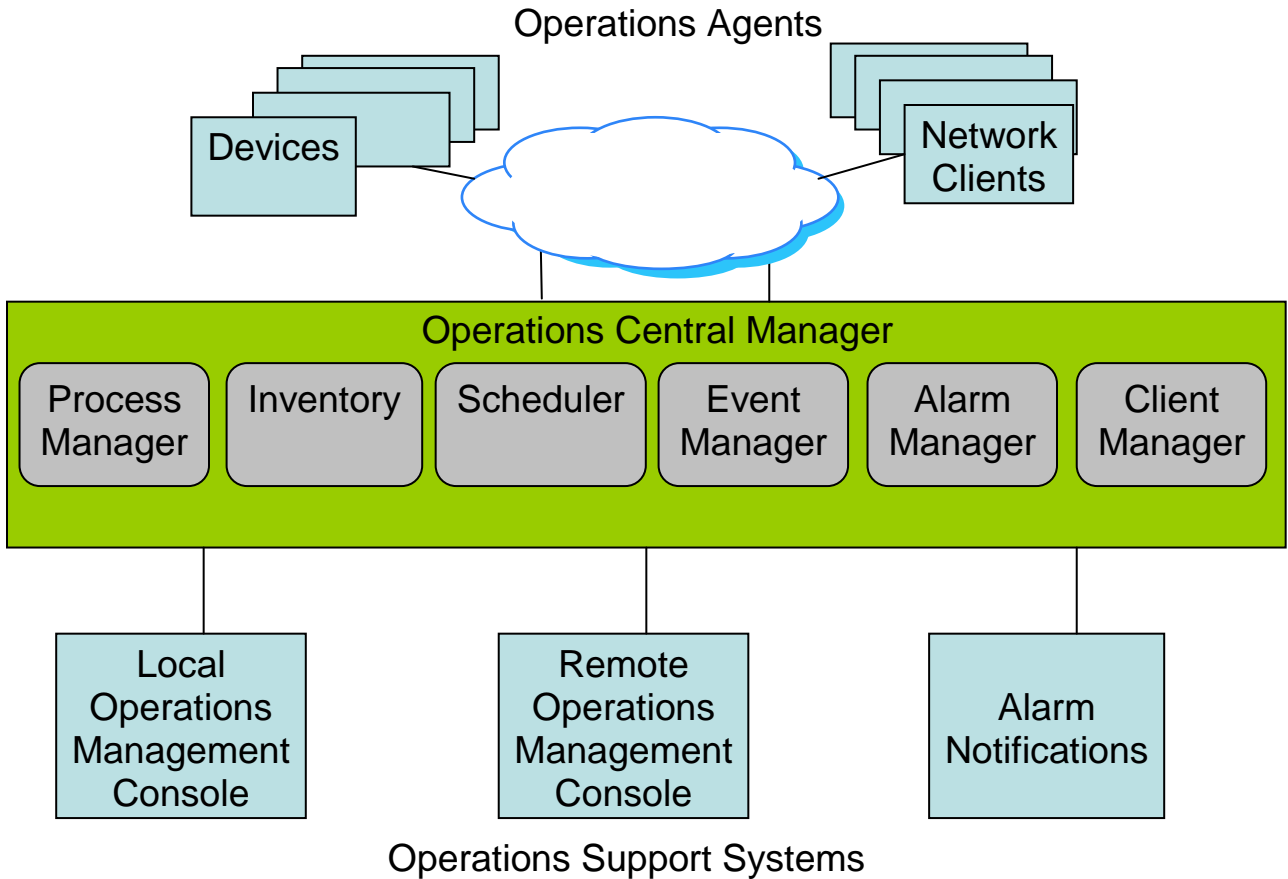 Operations Agents
Devices
Network
Clients
Operations Central Manager
Process
Manager
Inventory
Scheduler
Event
Manager
Alarm
Manager
Client
Manager
Local
Operations
Management
Console
Remote
Operations
Management
Console
Alarm
Notifications
Operations Support Systems